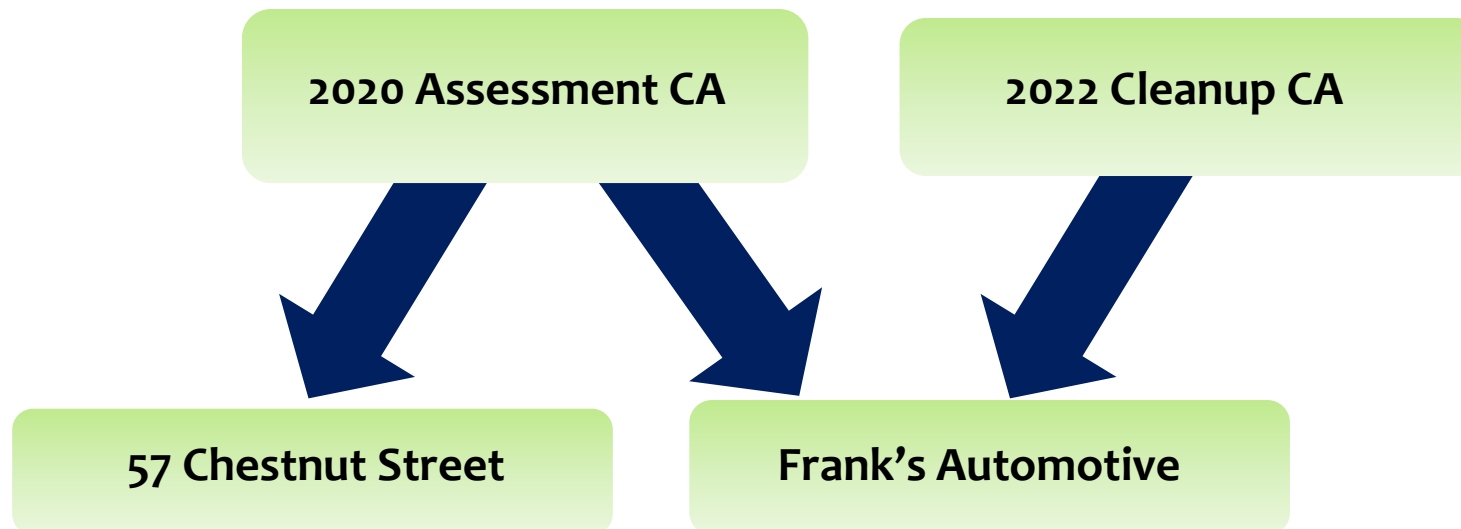 2020 Assessment CA
2022 Cleanup CA
57 Chestnut Street
Frank’s Automotive